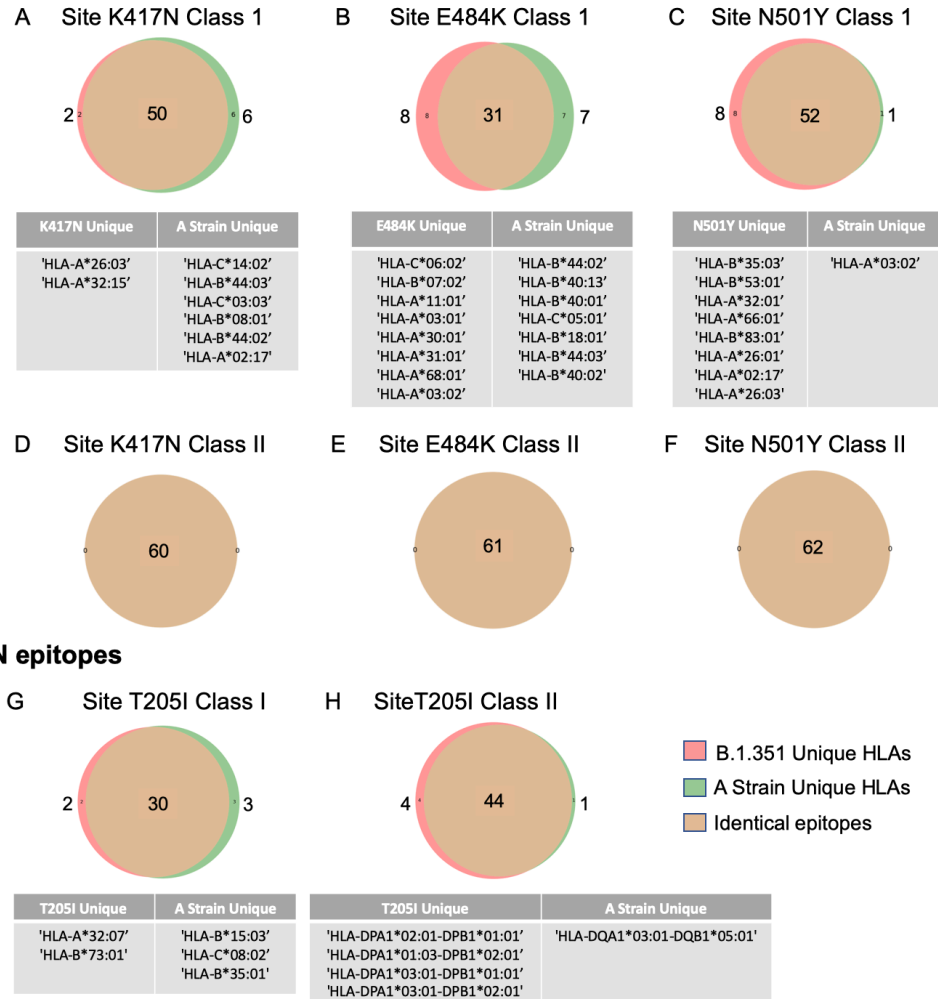 A Site K417N Class 1
2 2 50 6 6
K417N Unique A Strain Unique
'HLA-A*26:03’ 'HLA-C*14:02’
'HLA-A*32:15’ 'HLA-B*44:03’
'HLA-C*03:03’
'HLA-B*08:01’
'HLA-B*44:02’
'HLA-A*02:17'
B Site E484K Class 1
8 8 31 7 7
E484K Unique A Strain Unique
'HLA-C*06:02’ 'HLA-B*44:02’
'HLA-B*07:02’ 'HLA-B*40:13’
'HLA-A*11:01’ 'HLA-B*40:01’
'HLA-A*03:01’ 'HLA-C*05:01’
'HLA-A*30:01’ 'HLA-B*18:01’
'HLA-A*31:01’ 'HLA-B*44:03’
'HLA-A*68:01’ 'HLA-B*40:02’
'HLA-A*03:02’
C Site N501Y Class 1
8 8 52 1 1
N501Y Unique A Strain Unique
'HLA-B*35:03’ 'HLA-A*03:02’
'HLA-B*53:01’
'HLA-A*32:01’
'HLA-A*66:01’
'HLA-B*83:01’
'HLA-A*26:01’
'HLA-A*02:17’
'HLA-A*26:03'
D Site K417N Class II
0 60 0
E Site E484K Class II
0 61 0
F Site N501Y Class II
0 62 0
N epitopes
G Site T205I Class I
2 2 30 3 3
T205I Unique A Strain Unique
'HLA-A*32:07’ 'HLA-B*15:03’
'HLA-B*73:01' 'HLA-C*08:02’
'HLA-B*35:01'
H SiteT205I Class II
4 4 44 1 1
T205I Unique A Strain Unique
'HLA-DPA1*02:01-DPB1*01:01’ 'HLA-DQA1*03:01-DQB1*05:01'
'HLA-DPA1*01:03-DPB1*02:01’
'HLA-DPA1*03:01-DPB1*01:01’
'HLA-DPA1*03:01-DPB1*02:01’
B.1.351 Unique HLAs
A Strain Unique HLAs
Identical epitopes